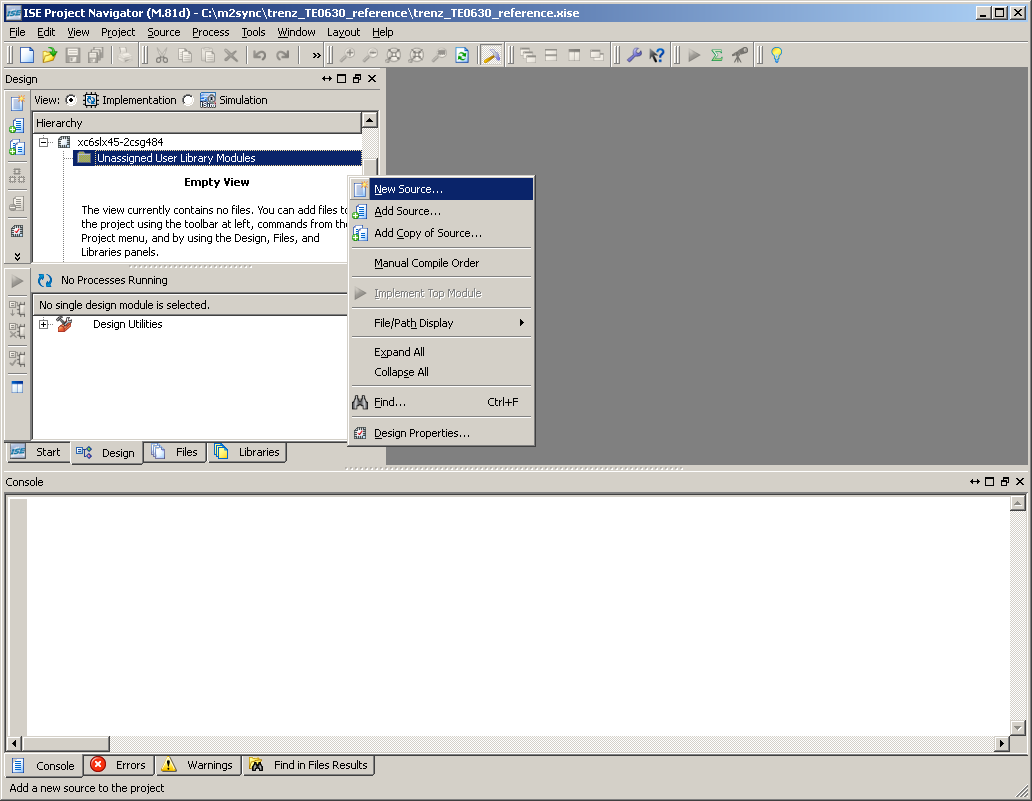 ISE Project Navigator (M.81d) - C:\m2sync\trenz_TE0630_reference\trenz_TE0630_reference.xise
File Edit View Project Source Process Tools Window Layout Help
Design
View: Implementation Simulation
Hierarchy
xc6slx45-2csg484
Unassigned User Library Modules
Empty View
The view currently contains no files. You can add files to
the project using the toolbar at left, commands from the
Project menu, and by using the Design, Files, and
Libraries panels.
No Processes Running
No single design module is selected.
Design Utilities
New Source...
Add Source...
Add Copy of Source...
Manual Compile Order
Implement Top Module
File/Path Display
Expand All
Collapse All
Find... Ctrl+F
Design Properties...
ISE Start Design Files Libraries
Console
Console Errors Warnings Find in Files Results
Add a new source to the project